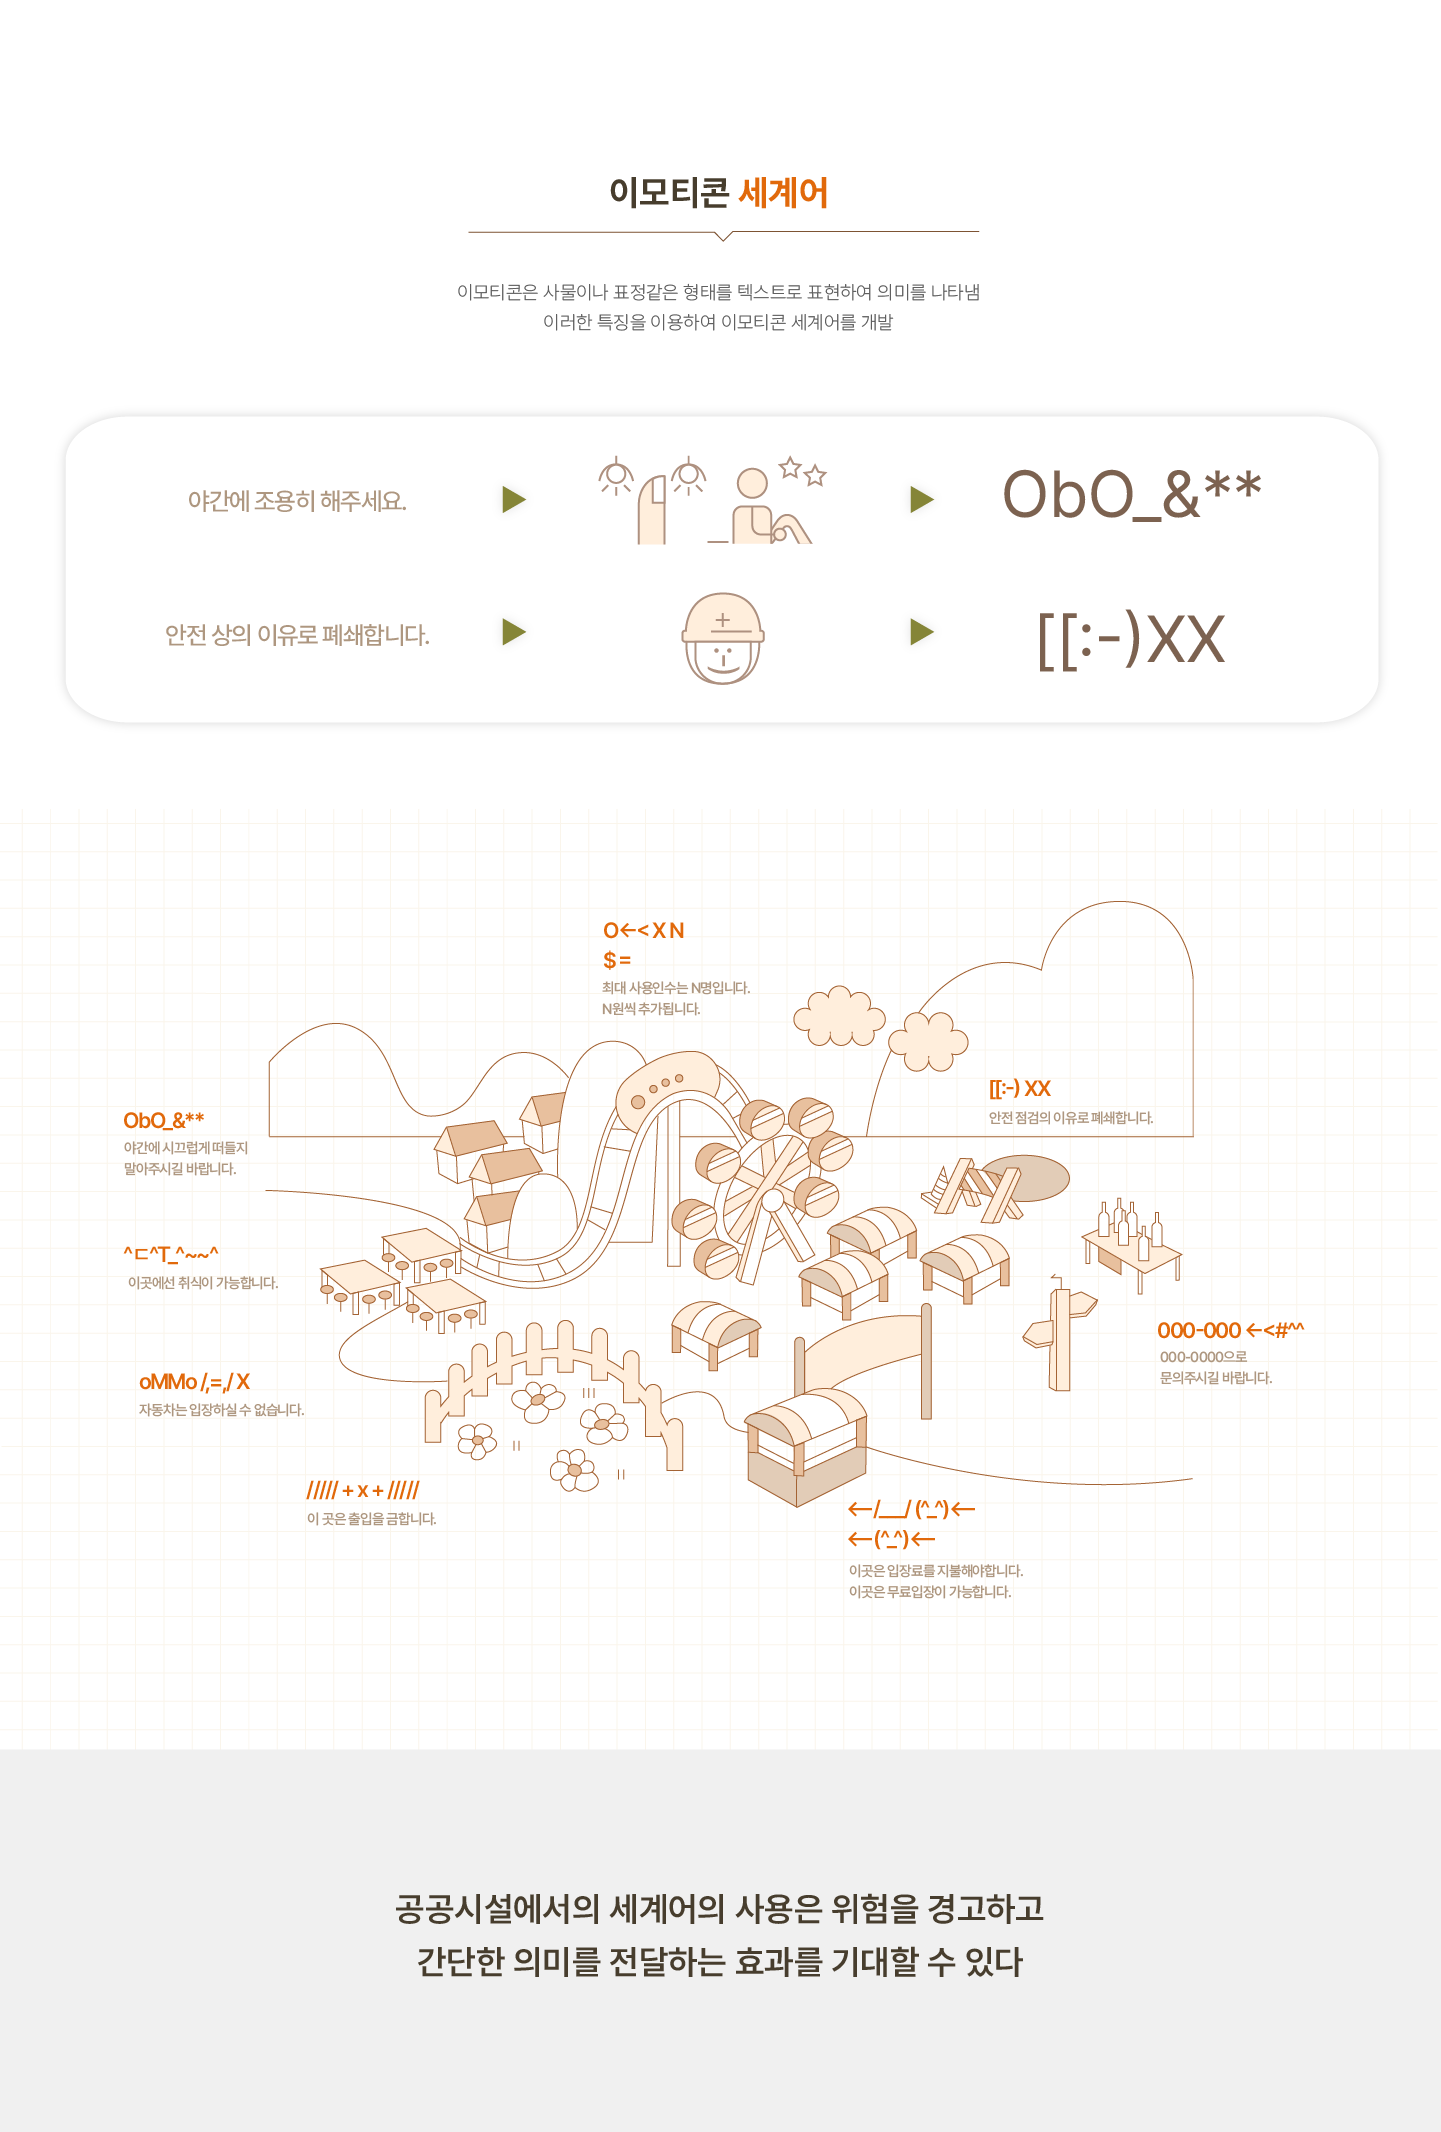 이모티콘 세계어
이모티콘은 사물이나 표정같은 형태를 텍스트로 표현하여 의미를 나타냄
이러한 특징을 이용하여 이모티콘 세계어를 개발
야간에 조용히 해주세요.
ObO_&**
안전 상의 이유로 폐쇄합니다.
[[:-)XX
O←< X N
$ =
최대 사용인수는 N명입니다.
N원씩 추가됩니다.
[[:-) XX
안전 점검의 이유로 폐쇄합니다.
ObO_&**
야간에 시끄럽게 떠들지
말아주시길 바랍니다.
^ㄷ^T_^~~^
이곳에선 취식이 가능합니다.
000-000 ←<#^^
000-0000으로
문의주시길 바랍니다.
oMMo /,=,/ X
자동차는 입장하실 수 없습니다.
///// + x + /////
이 곳은 출입을 금합니다.
←/__/ (^_^)←
←(^_^)←
이곳은 입장료를 지불해야합니다.
이곳은 무료입장이 가능합니다.
공공시설에서의 세계어의 사용은 위험을 경고하고
간단한 의미를 전달하는 효과를 기대할 수 있다